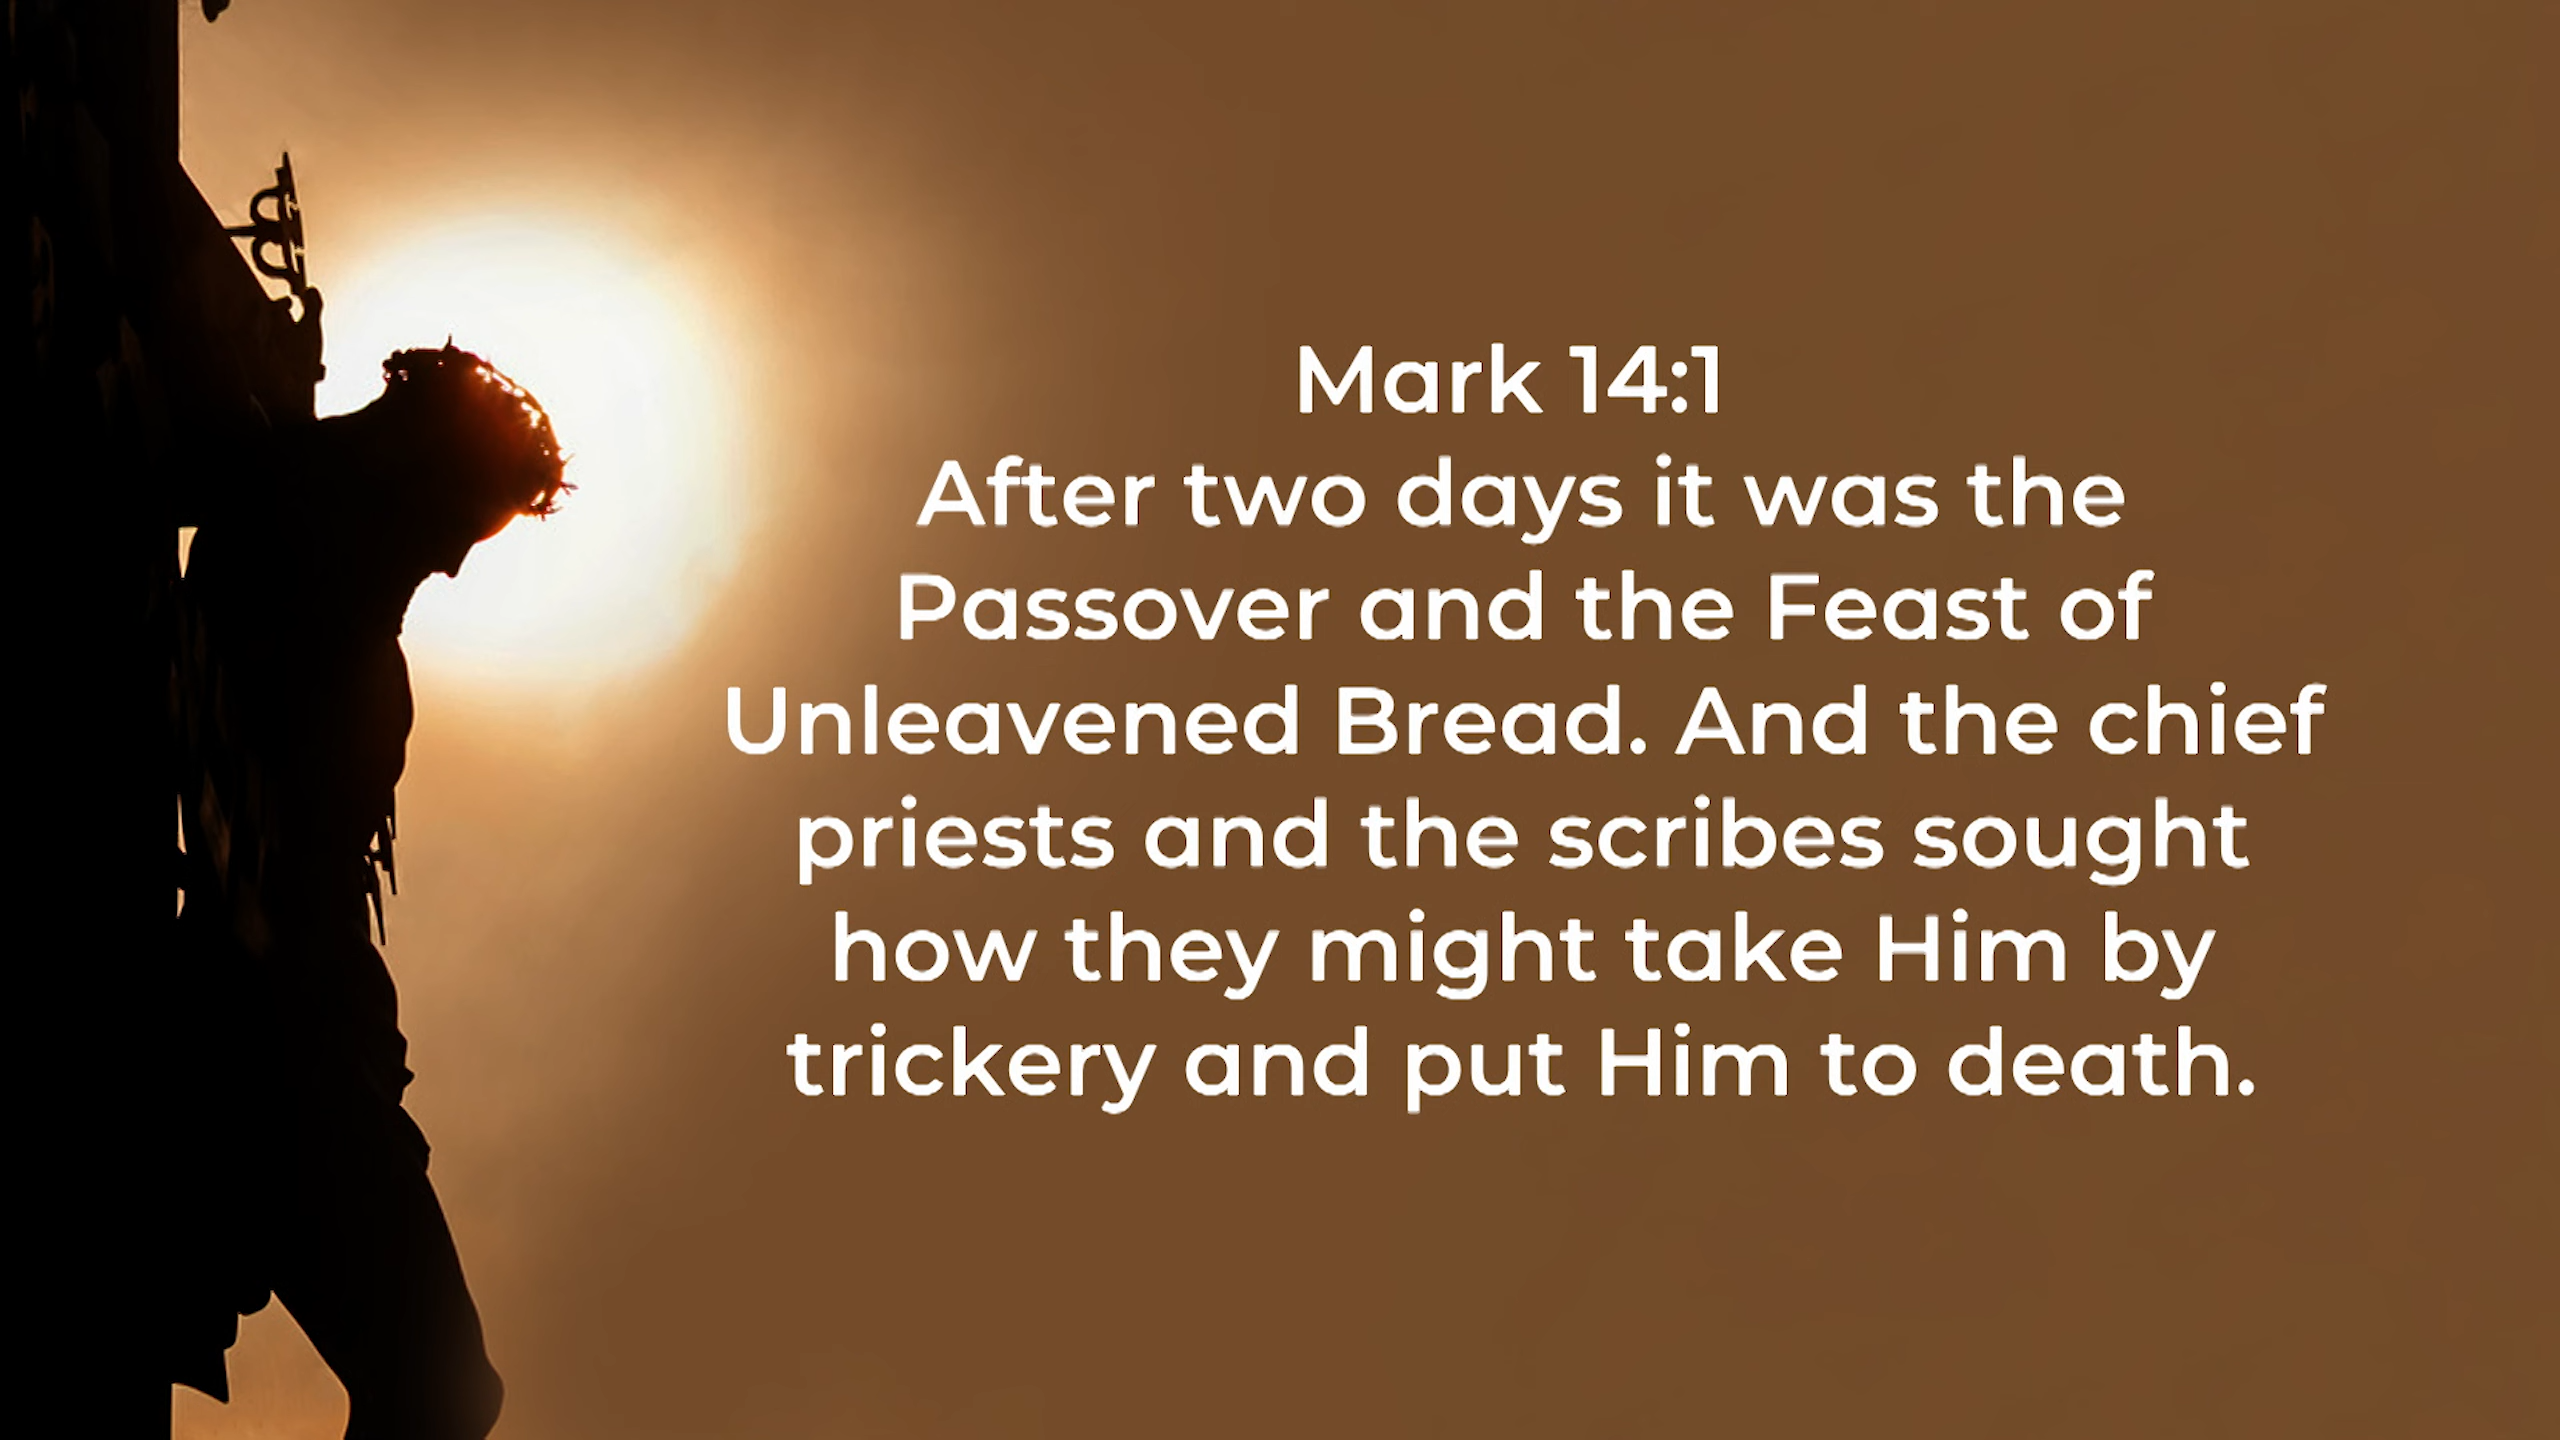 Mark 14:1
After two days it was the
Passover and the Feast of
Unleavened Bread. And the chief
priests and the scribes sought
how they might take Him by
trickery and put Him to death.